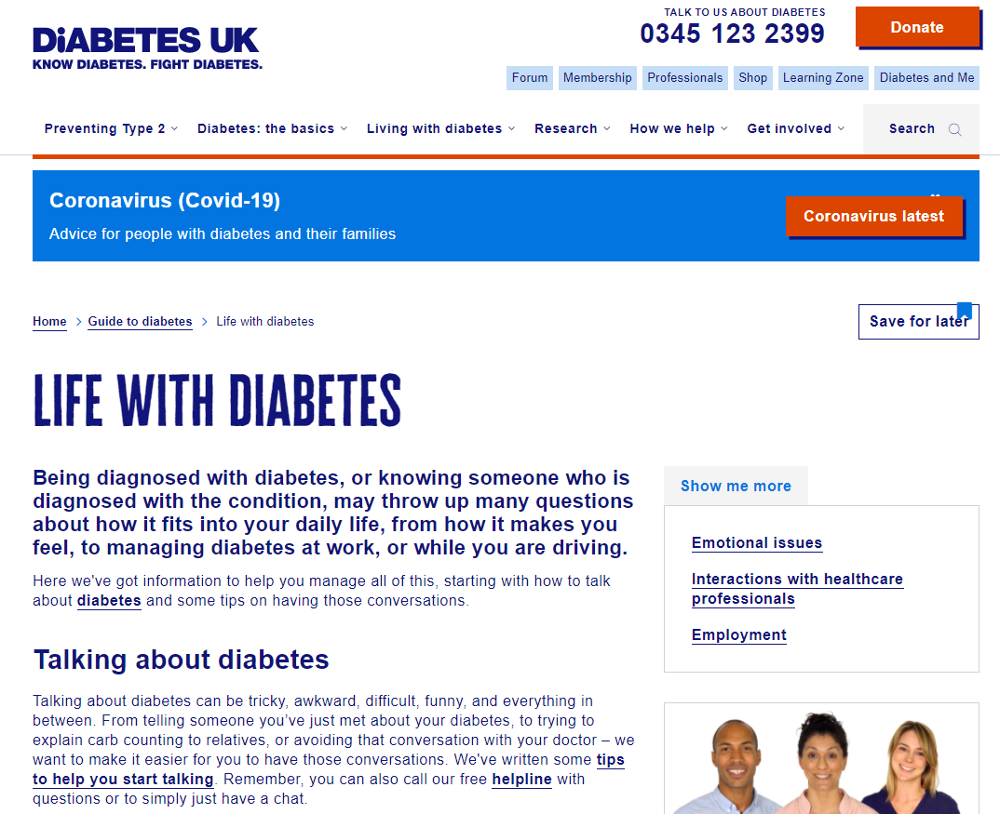 DiABETES UK
KNOW DIABETES. FIGHT DIABETES.
TALK TO US ABOUT DIABETES
0345 123 2399
Donate
Forum
Membership
Professionals
Shop
Learning Zone
Diabetes and Me
Preventing Type 2
Diabetes: the basics
Living with diabetes
Research
How we help
Get involved
Search
Coronavirus (Covid-19)
Advice for people with diabetes and their families
Coronavirus latest
Home
Guide to diabetes
Life with diabetes
Save for later
LIFE WITH DIABETES
Being diagnosed with diabetes, or knowing someone who is
diagnosed with the condition, may throw up many questions
about how it fits into your daily life, from how it makes you
feel, to managing diabetes at work, or while you are driving.
Here we've got information to help you manage all of this, starting with how to talk
about diabetes and some tips on having those conversations.
Talking about diabetes
Talking about diabetes can be tricky, awkward, difficult, funny, and everything in
between. From telling someone you’ve just met about your diabetes, to trying to
explain carb counting to relatives, or avoiding that conversation with your doctor – we
want to make it easier for you to have those conversations. We've written some tips
to help you start talking. Remember, you can also call our free helpline with
questions or to simply just have a chat.
Show me more
Emotional issues
Interactions with healthcare
professionals
Employment